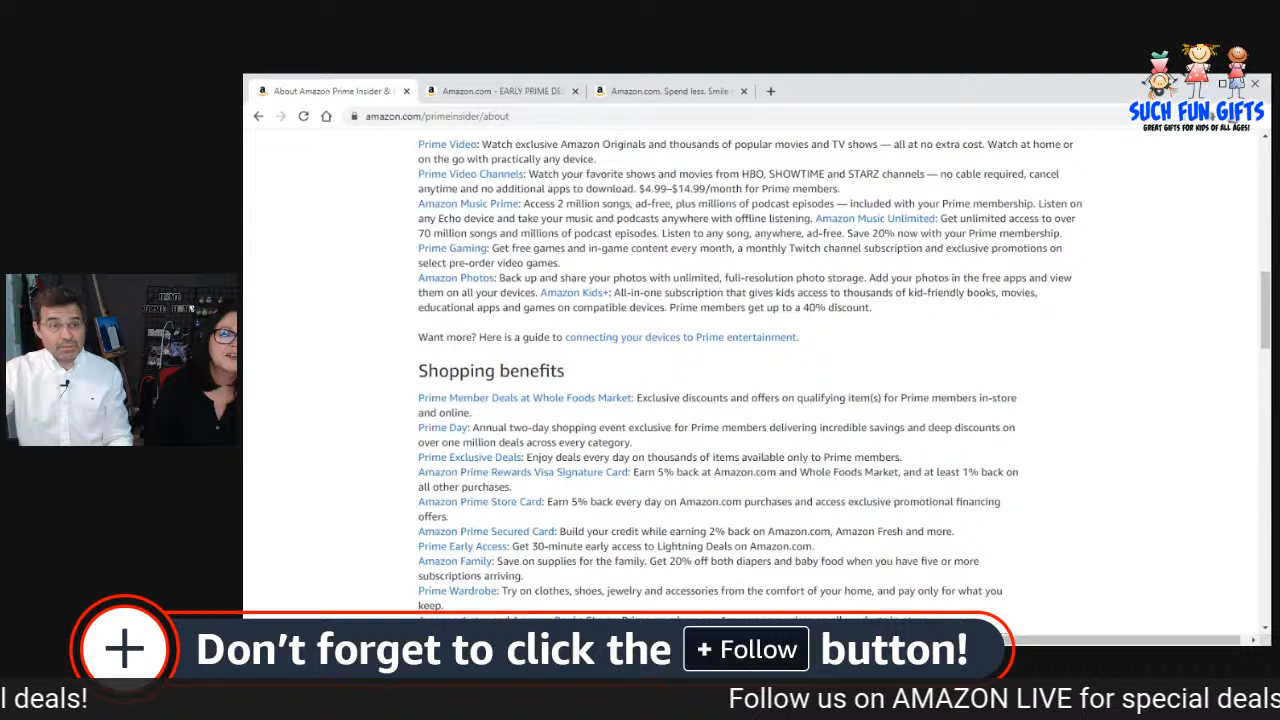 SUCH FUN GIFTS
GREAT GIFTS FOR KIDS OF ALL AGES!
About Amazon Prime Insider &
Amazon.com - EARLY PRIME DE
Amazon.com. Spend less. Smile
amazon.com/primeinsider/about
Prime Video: Watch exclusive Amazon Originals and thousands of popular movies and TV shows — all at no extra cost. Watch at home or
on the go with practically any device.
Prime Video Channels: Watch your favorite shows and movies from HBO, SHOWTIME and STARZ channels — no cable required, cancel
anytime and no additional apps to download. $4.99–$14.99/month for Prime members.
Amazon Music Prime: Access 2 million songs, ad-free, plus millions of podcast episodes — included with your Prime membership. Listen on
any Echo device and take your music and podcasts anywhere with offline listening. Amazon Music Unlimited: Get unlimited access to over
70 million songs and millions of podcast episodes. Listen to any song, anywhere, ad-free. Save 20% now with your Prime membership.
Prime Gaming: Get free games and in-game content every month, a monthly Twitch channel subscription and exclusive promotions on
select pre-order video games.
Amazon Photos: Back up and share your photos with unlimited, full-resolution photo storage. Add your photos in the free apps and view
them on all your devices. Amazon Kids+: All-in-one subscription that gives kids access to thousands of kid-friendly books, movies,
educational apps and games on compatible devices. Prime members get up to a 40% discount.
Want more? Here is a guide to connecting your devices to Prime entertainment.
Shopping benefits
Prime Member Deals at Whole Foods Market: Exclusive discounts and offers on qualifying item(s) for Prime members in-store
and online.
Prime Day: Annual two-day shopping event exclusive for Prime members delivering incredible savings and deep discounts on
over one million deals across every category.
Prime Exclusive Deals: Enjoy deals every day on thousands of items available only to Prime members.
Amazon Prime Rewards Visa Signature Card: Earn 5% back at Amazon.com and Whole Foods Market, and at least 1% back on
all other purchases.
Amazon Prime Store Card: Earn 5% back every day on Amazon.com purchases and access exclusive promotional financing
offers.
Amazon Prime Secured Card: Build your credit while earning 2% back on Amazon.com, Amazon Fresh and more.
Prime Early Access: Get 30-minute early access to Lightning Deals on Amazon.com.
Amazon Family: Save on supplies for the family. Get 20% off both diapers and baby food when you have five or more
subscriptions arriving.
Prime Wardrobe: Try on clothes, shoes, jewelry and accessories from the comfort of your home, and pay only for what you
keep.
Don't forget to click the + Follow button!
l deals! Follow us on AMAZON LIVE for special deals